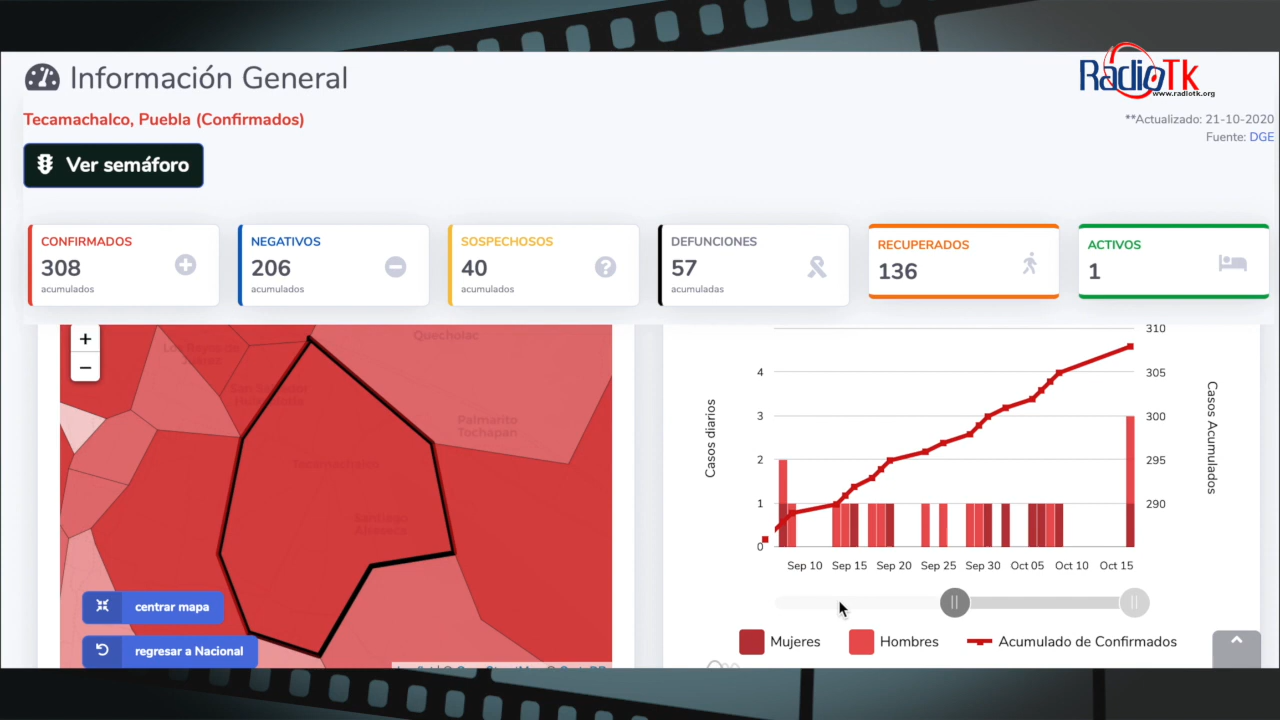 Información General
RadioTk
www.radiotk.org
Tecamachalco, Puebla (Confirmados)
**Actualizado: 21-10-2020
Fuente: DGE
Ver semáforo
CONFIRMADOS
308
acumulados
NEGATIVOS
206
acumulados
SOSPECHOSOS
40
acumulados
DEFUNCIONES
57
acumuladas
RECUPERADOS
136
ACTIVOS
1
+
−
Quecholac
Palmarito
Tochapan
Tecamachalco
Santiago
centrar mapa
regresar a Nacional
310
4 305
3 300
2 295
1 290
0
Casos diarios
Casos Acumulados
Sep 10 Sep 15 Sep 20 Sep 25 Sep 30 Oct 05 Oct 10 Oct 15
Mujeres Hombres Acumulado de Confirmados